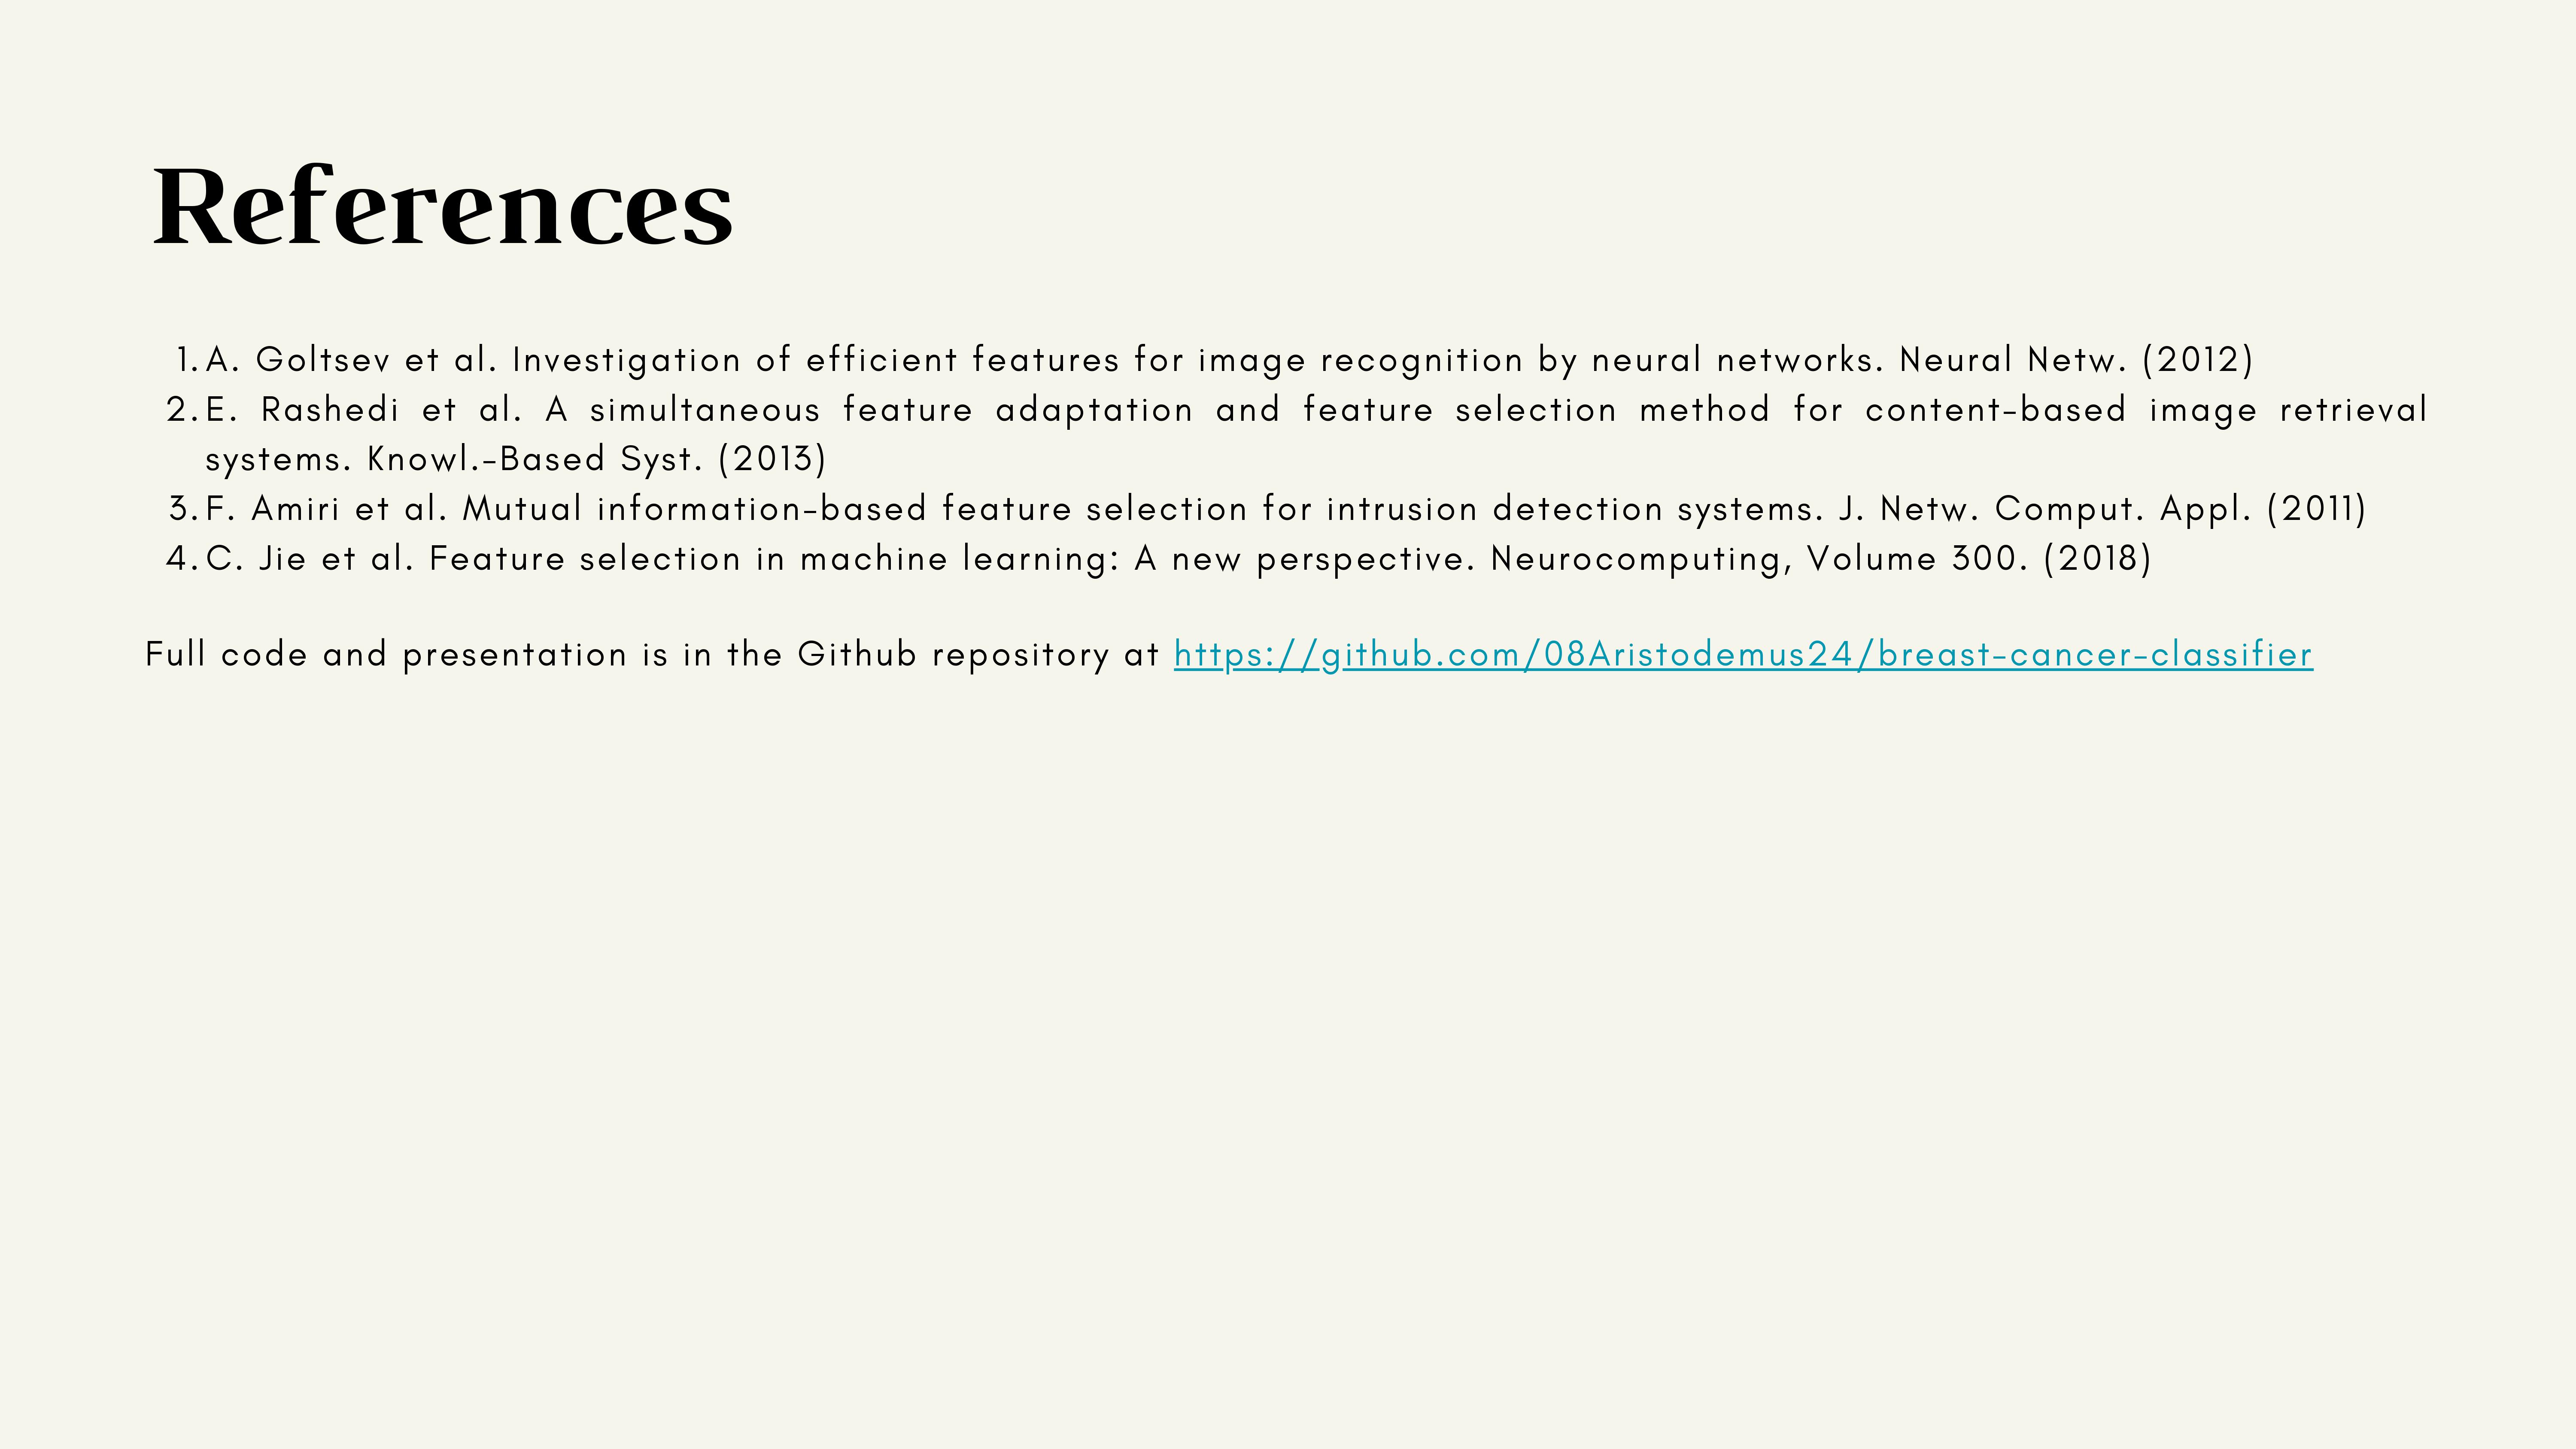 References
1. A. Goltsev et al. Investigation of efficient features for image recognition by neural networks. Neural Netw. (2012)
2. E. Rashedi et al. A simultaneous feature adaptation and feature selection method for content-based image retrieval
systems. Knowl.-Based Syst. (2013)
3. F. Amiri et al. Mutual information-based feature selection for intrusion detection systems. J. Netw. Comput. Appl. (2011)
4. C. Jie et al. Feature selection in machine learning: A new perspective. Neurocomputing, Volume 300. (2018)
Full code and presentation is in the Github repository at https://github.com/08Aristodemus24/breast-cancer-classifier